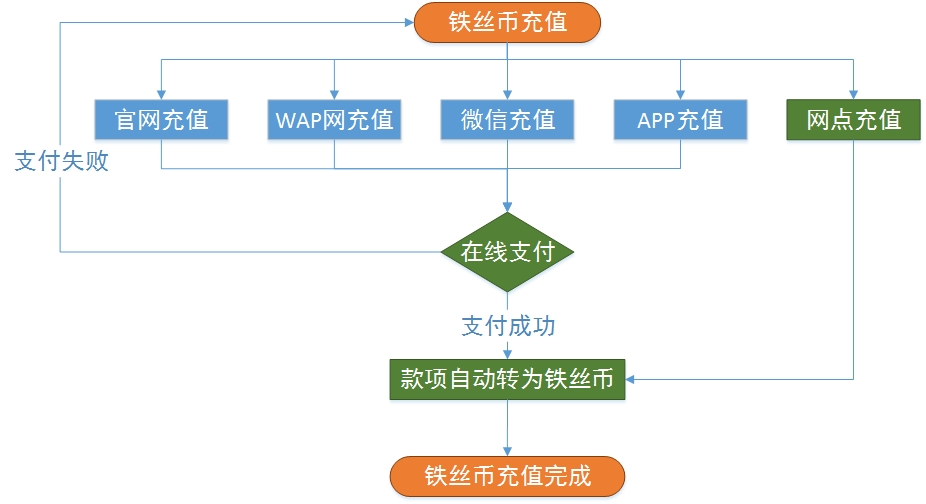 铁丝币充值
官网充值
WAP网充值
微信充值
APP充值
网点充值
支付失败
在线支付
支付成功
款项自动转为铁丝币
铁丝币充值完成